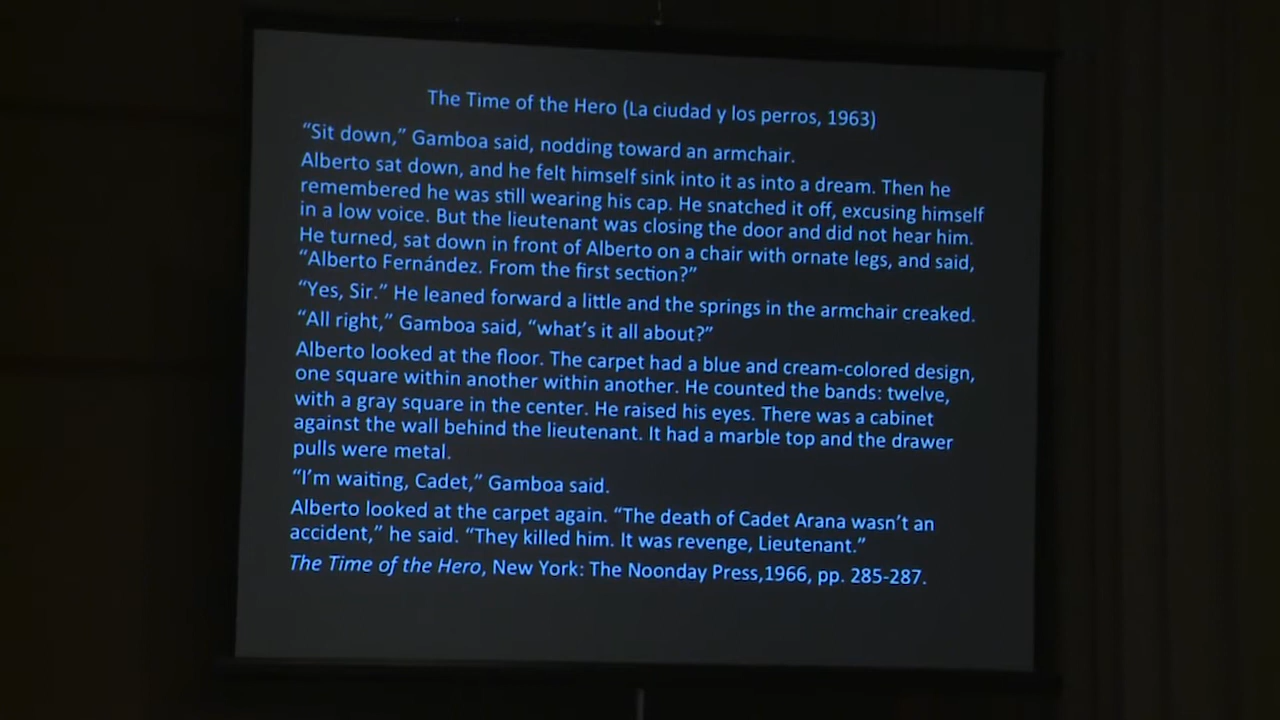 The Time of the Hero (La ciudad y los perros, 1963)
“Sit down,” Gamboa said, nodding toward an armchair.
Alberto sat down, and he felt himself sink into it as into a dream. Then he
remembered he was still wearing his cap. He snatched it off, excusing himself
in a low voice. But the lieutenant was closing the door and did not hear him.
He turned, sat down in front of Alberto on a chair with ornate legs, and said,
“Alberto Fernández. From the first section?”
“Yes, Sir.” He leaned forward a little and the springs in the armchair creaked.
“All right,” Gamboa said, “what’s it all about?”
Alberto looked at the floor. The carpet had a blue and cream-colored design,
one square within another within another. He counted the bands: twelve,
with a gray square in the center. He raised his eyes. There was a cabinet
against the wall behind the lieutenant. It had a marble top and the drawer
pulls were metal.
“I’m waiting, Cadet,” Gamboa said.
Alberto looked at the carpet again. “The death of Cadet Arana wasn’t an
accident,” he said. “They killed him. It was revenge, Lieutenant.”
The Time of the Hero, New York: The Noonday Press,1966, pp. 285-287.